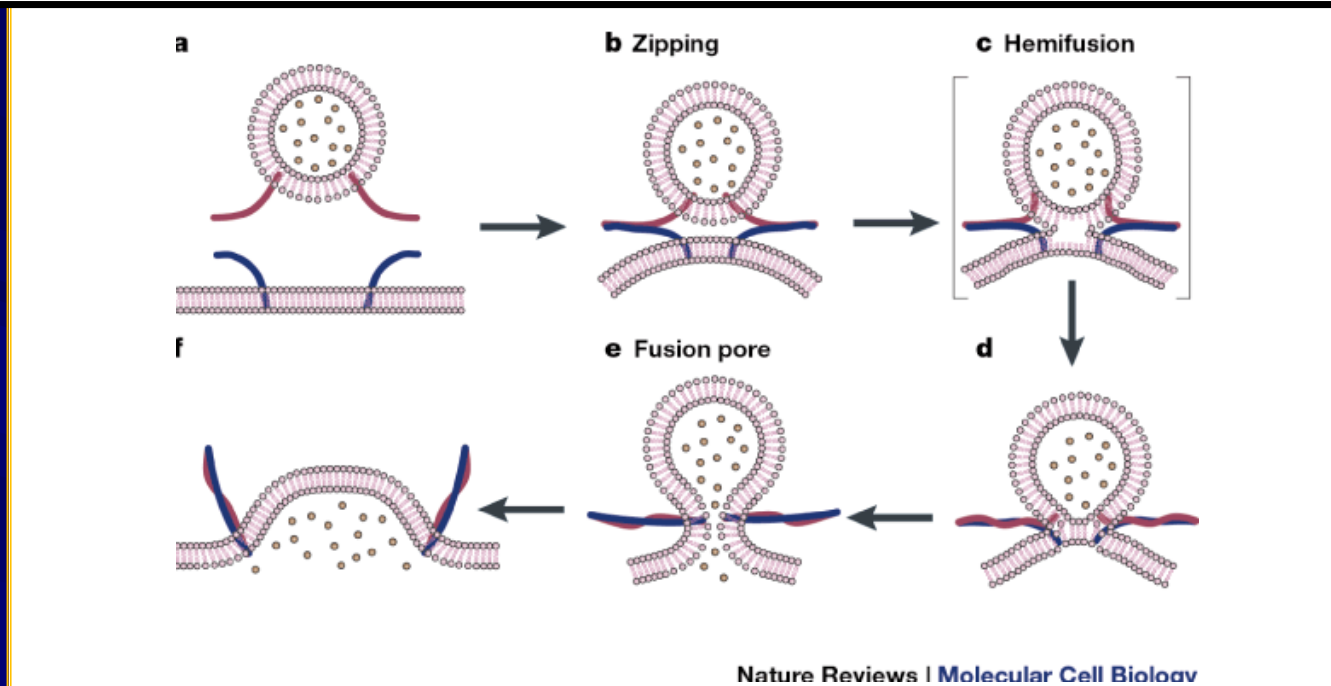 a
b Zipping
c Hemifusion
f
e Fusion pore
d
Nature Reviews | Molecular Cell Biology